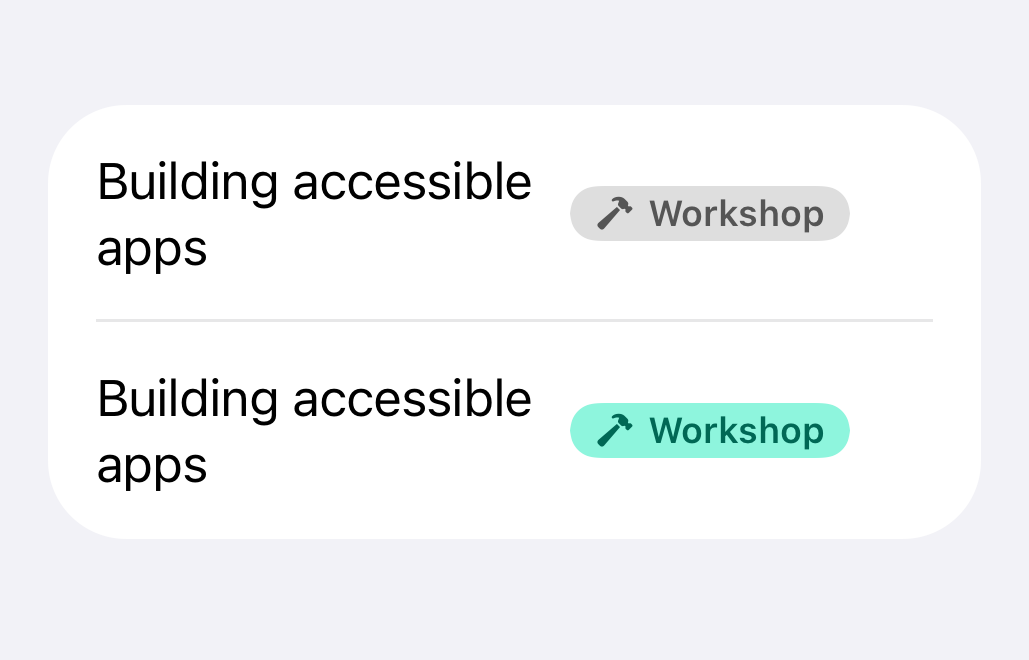 Building accessible
apps
Workshop
Building accessible
apps
Workshop